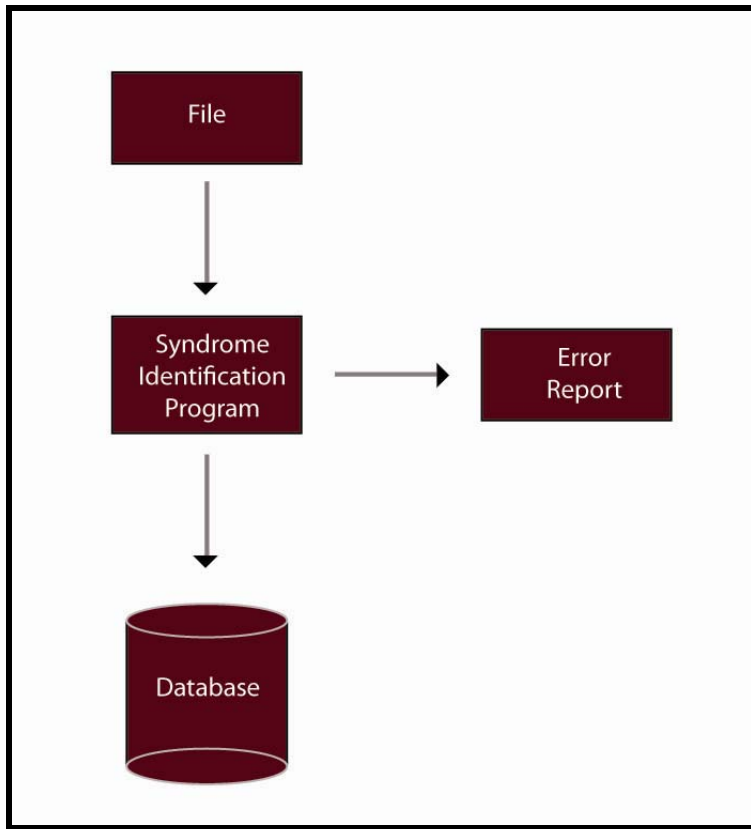 File
Syndrome
Identification
Program
Error
Report
Database